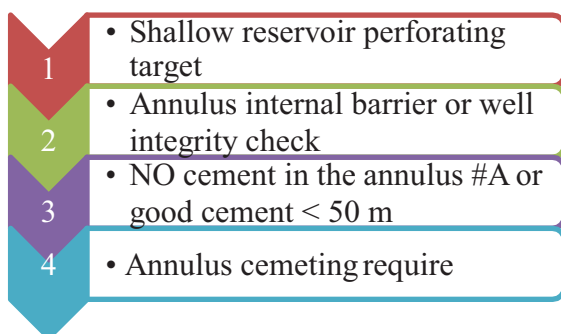 1
• Shallow reservoir perforating
target
2
• Annulus internal barrier or well
integrity check
3
• NO cement in the annulus #A or
good cement < 50 m
4
• Annulus cemeting require